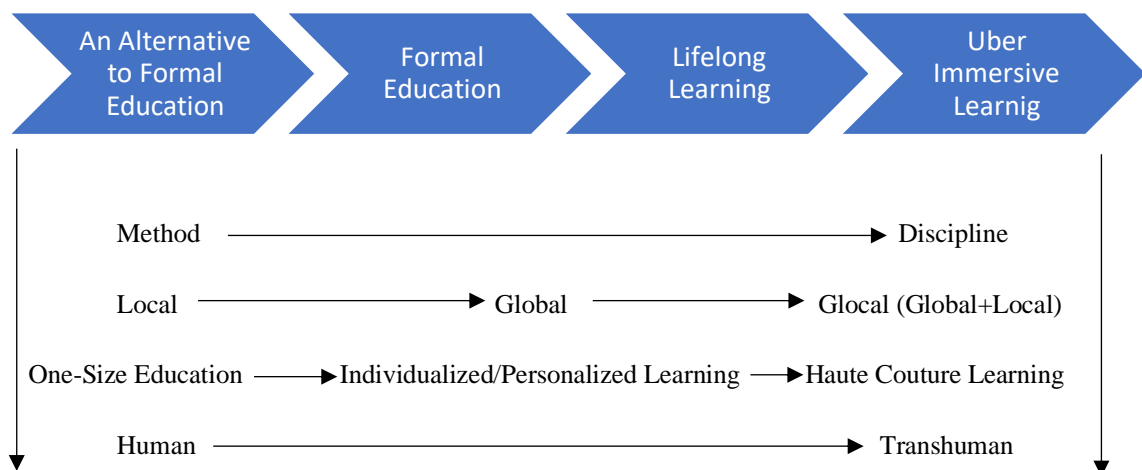 An Alternative
to Formal
Education
Formal
Education
Lifelong
Learning
Uber
Immersive
Learnig
Method Discipline
Local Global Glocal (Global+Local)
One-Size Education Individualized/Personalized Learning Haute Couture Learning
Human Transhuman